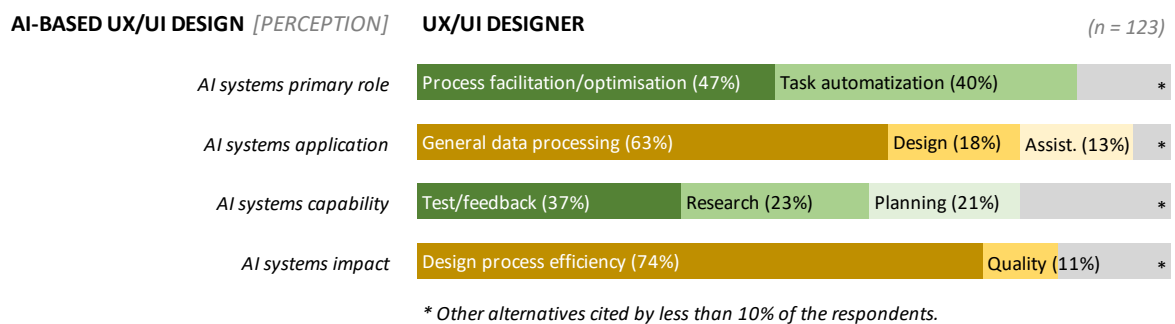 AI-BASED UX/UI DESIGN [PERCEPTION] UX/UI DESIGNER (n = 123)
AI systems primary role Process facilitation/optimisation (47%) Task automatization (40%) *
AI systems application General data processing (63%) Design (18%) Assist. (13%) *
AI systems capability Test/feedback (37%) Research (23%) Planning (21%) *
AI systems impact Design process efficiency (74%) Quality (11%) *
* Other alternatives cited by less than 10% of the respondents.